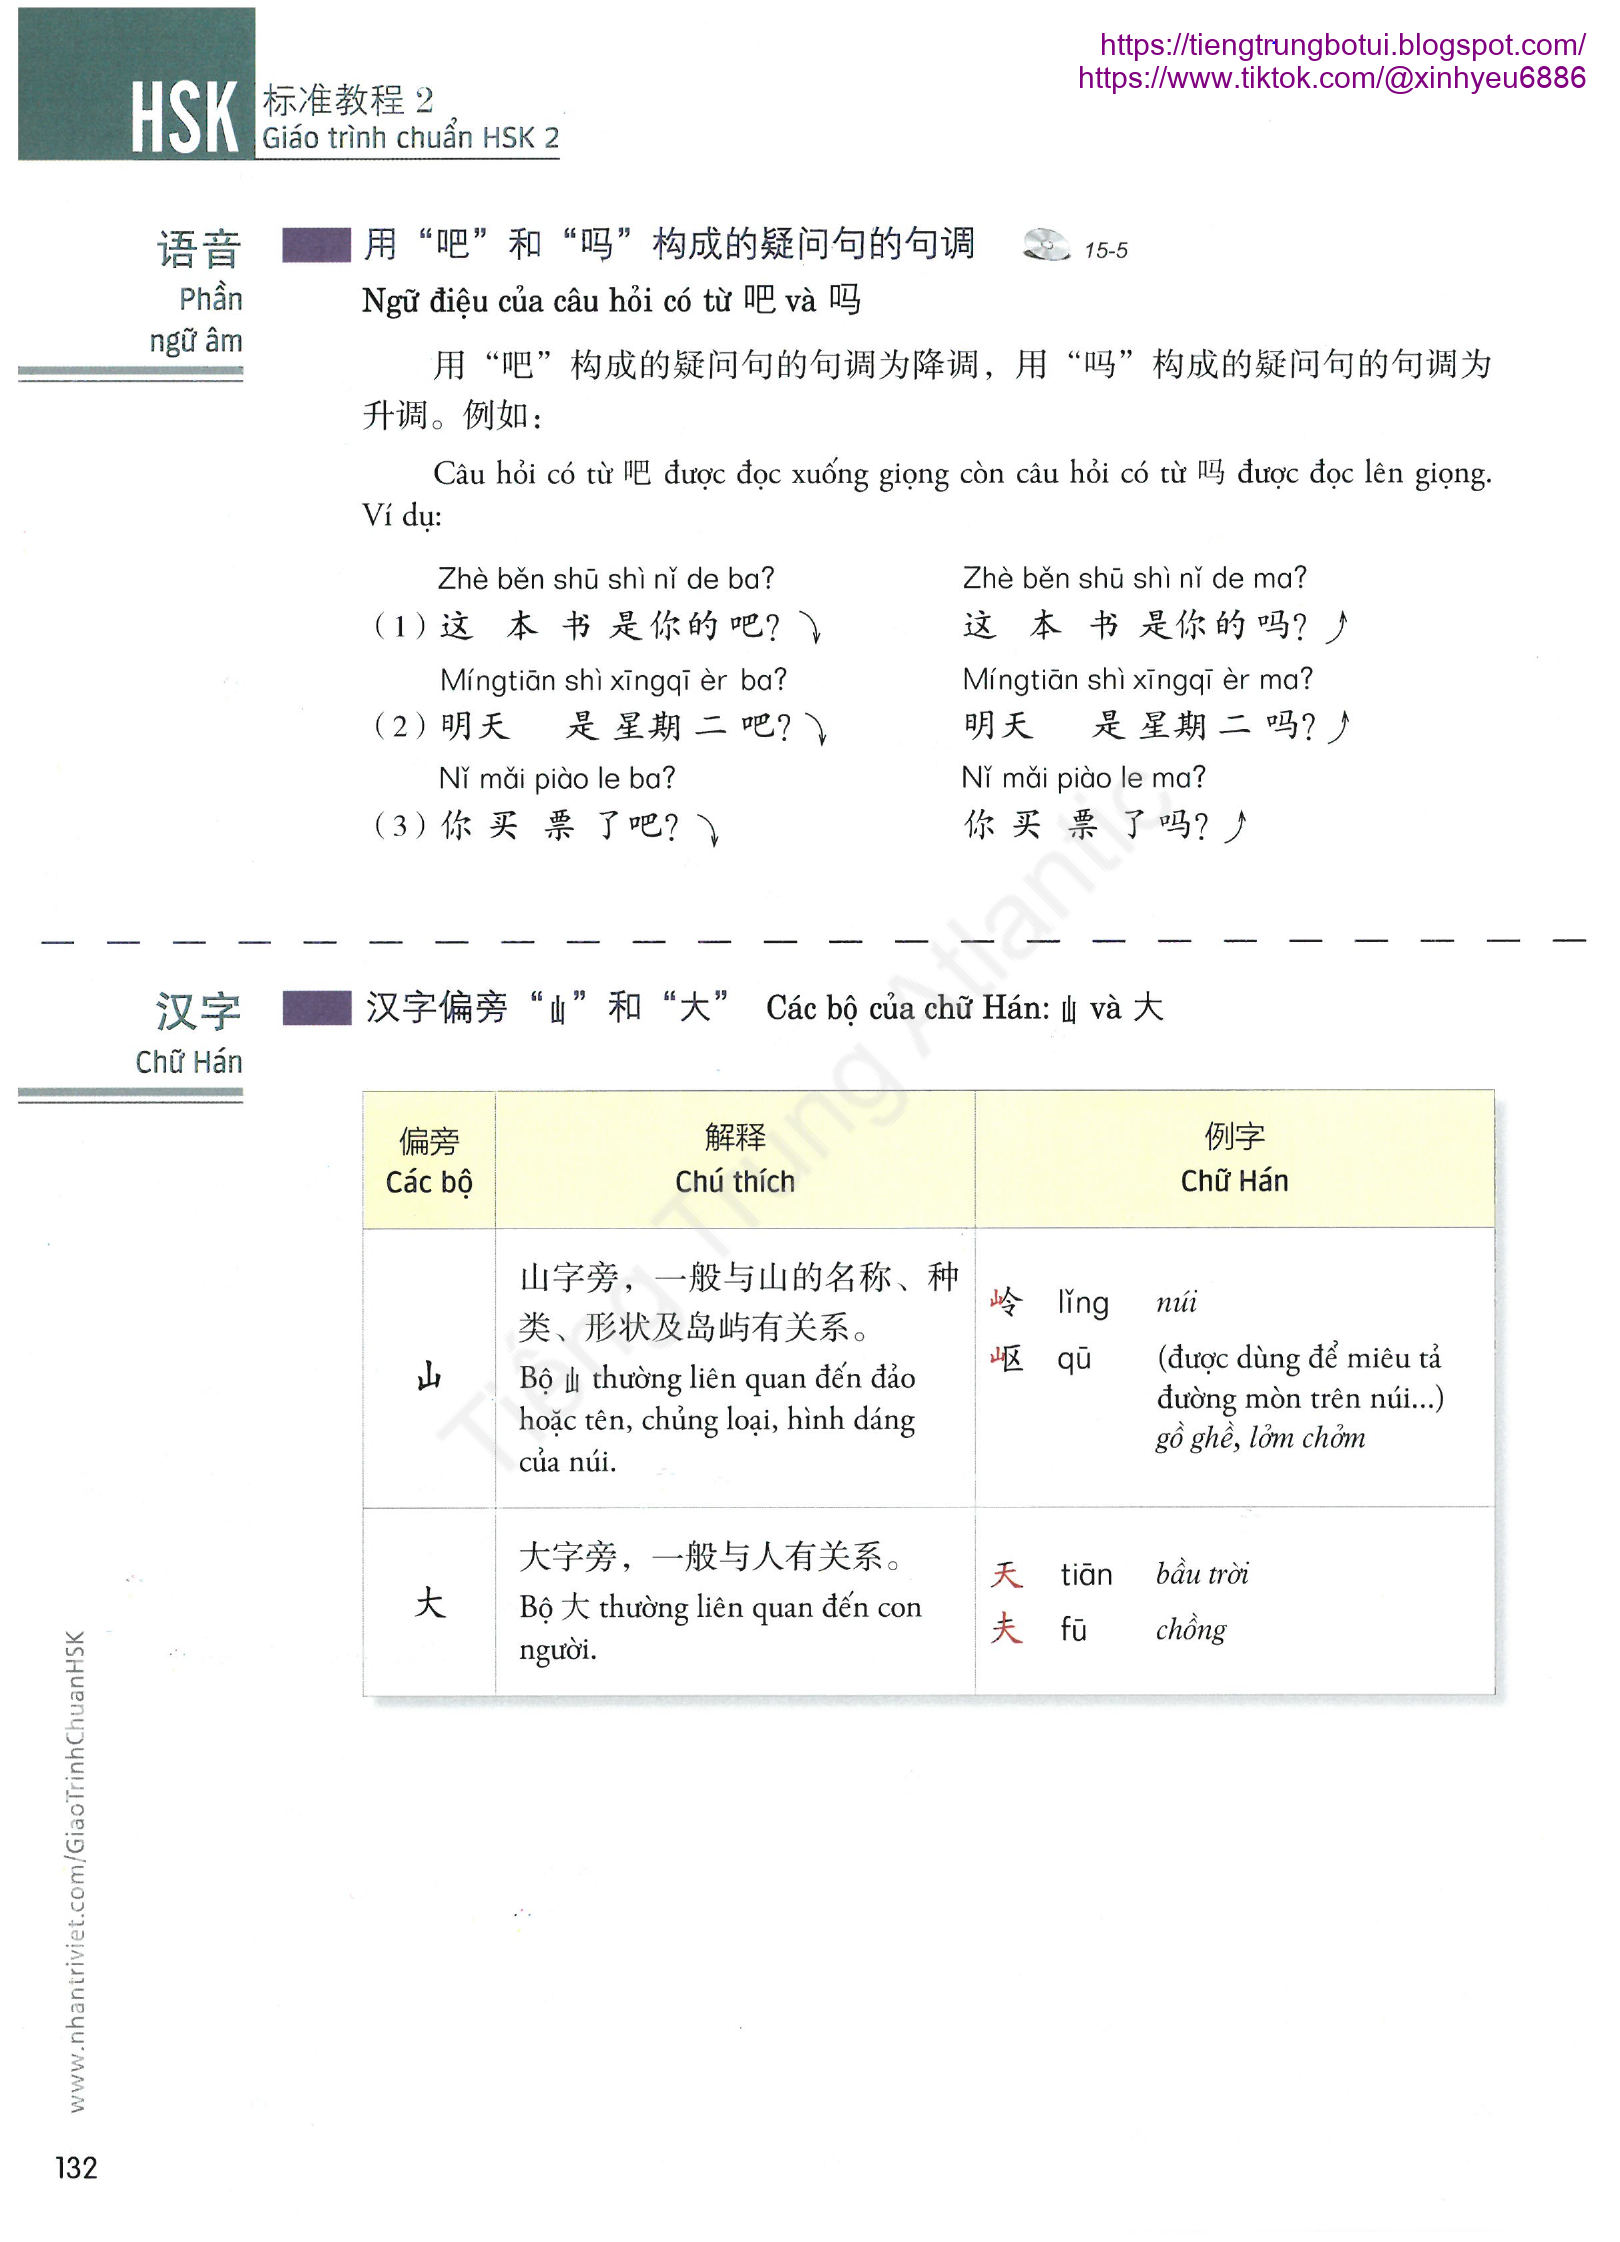 https://tiengtrungbotui.blogspot.com/
https://www.tiktok.com/@xinhyeu6886
HSK 标准教程 2
Giáo trình chuẩn HSK 2
语音
Phần
ngữ âm
用“吧”和“吗”构成的疑问句的句调 15-5
Ngữ điệu của câu hỏi có từ 吧 và 吗
用“吧”构成的疑问句的句调为降调，用“吗”构成的疑问句的句调为
升调。例如：
Câu hỏi có từ 吧 được đọc xuống giọng còn câu hỏi có từ 吗 được đọc lên giọng.
Ví dụ:
Zhè běn shū shì nǐ de ba? Zhè běn shū shì nǐ de ma?
（1）这 本 书 是你的 吧？ 这 本 书 是你的 吗？
Míngtiān shì xīngqī èr ba? Míngtiān shì xīngqī èr ma?
（2）明天 是 星期 二 吧？ 明天 是 星期 二 吗？
Nǐ mǎi piào le ba? Nǐ mǎi piào le ma?
（3）你 买 票 了吧？ 你 买 票 了吗？
汉字
Chữ Hán
汉字偏旁“山”和“大” Các bộ của chữ Hán: 山 và 大
偏旁
Các bộ
解释
Chú thích
例字
Chữ Hán
山
山字旁，一般与山的名称、种
类、形状及岛屿有关系。
Bộ 山 thường liên quan đến đảo
hoặc tên, chủng loại, hình dáng
của núi.
岭 lǐng núi
岖 qū (được dùng để miêu tả
đường mòn trên núi...)
gồ ghề, lởm chởm
大
大字旁，一般与人有关系。
Bộ 大 thường liên quan đến con
người.
天 tiān bầu trời
夫 fū chồng
Tiếng Trung Atlantic
www.nhantriviet.com/GiaoTrinhChuanHSK
132